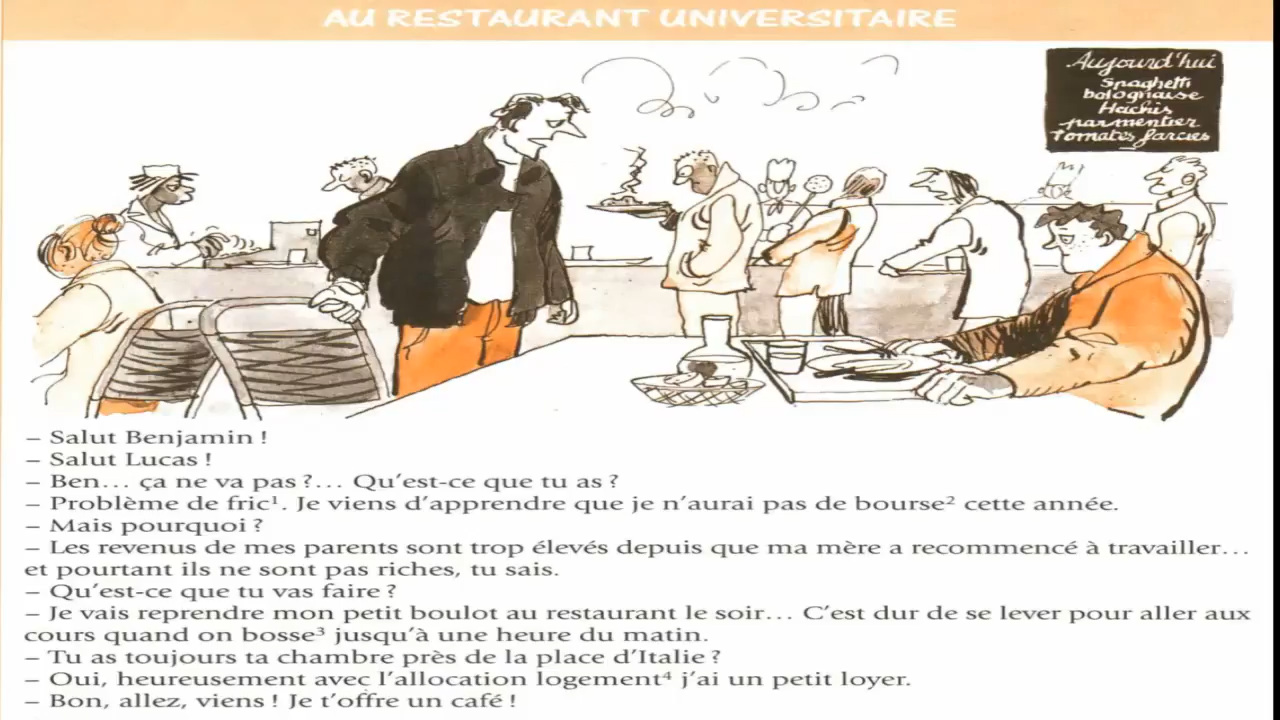 AU RESTAURANT UNIVERSITAIRE
Aujourd'hui
Spaghetti
bolognaise
Hachis
parmentier
Tomates farcies
– Salut Benjamin !
– Salut Lucas !
– Ben… ça ne va pas ?… Qu'est-ce que tu as ?
– Problème de fric¹. Je viens d'apprendre que je n'aurai pas de bourse² cette année.
– Mais pourquoi ?
– Les revenus de mes parents sont trop élevés depuis que ma mère a recommencé à travailler…
et pourtant ils ne sont pas riches, tu sais.
– Qu'est-ce que tu vas faire ?
– Je vais reprendre mon petit boulot au restaurant le soir… C'est dur de se lever pour aller aux
cours quand on bosse³ jusqu'à une heure du matin.
– Tu as toujours ta chambre près de la place d'Italie ?
– Oui, heureusement avec l'allocation logement⁴ j'ai un petit loyer.
– Bon, allez, viens ! Je t'offre un café !